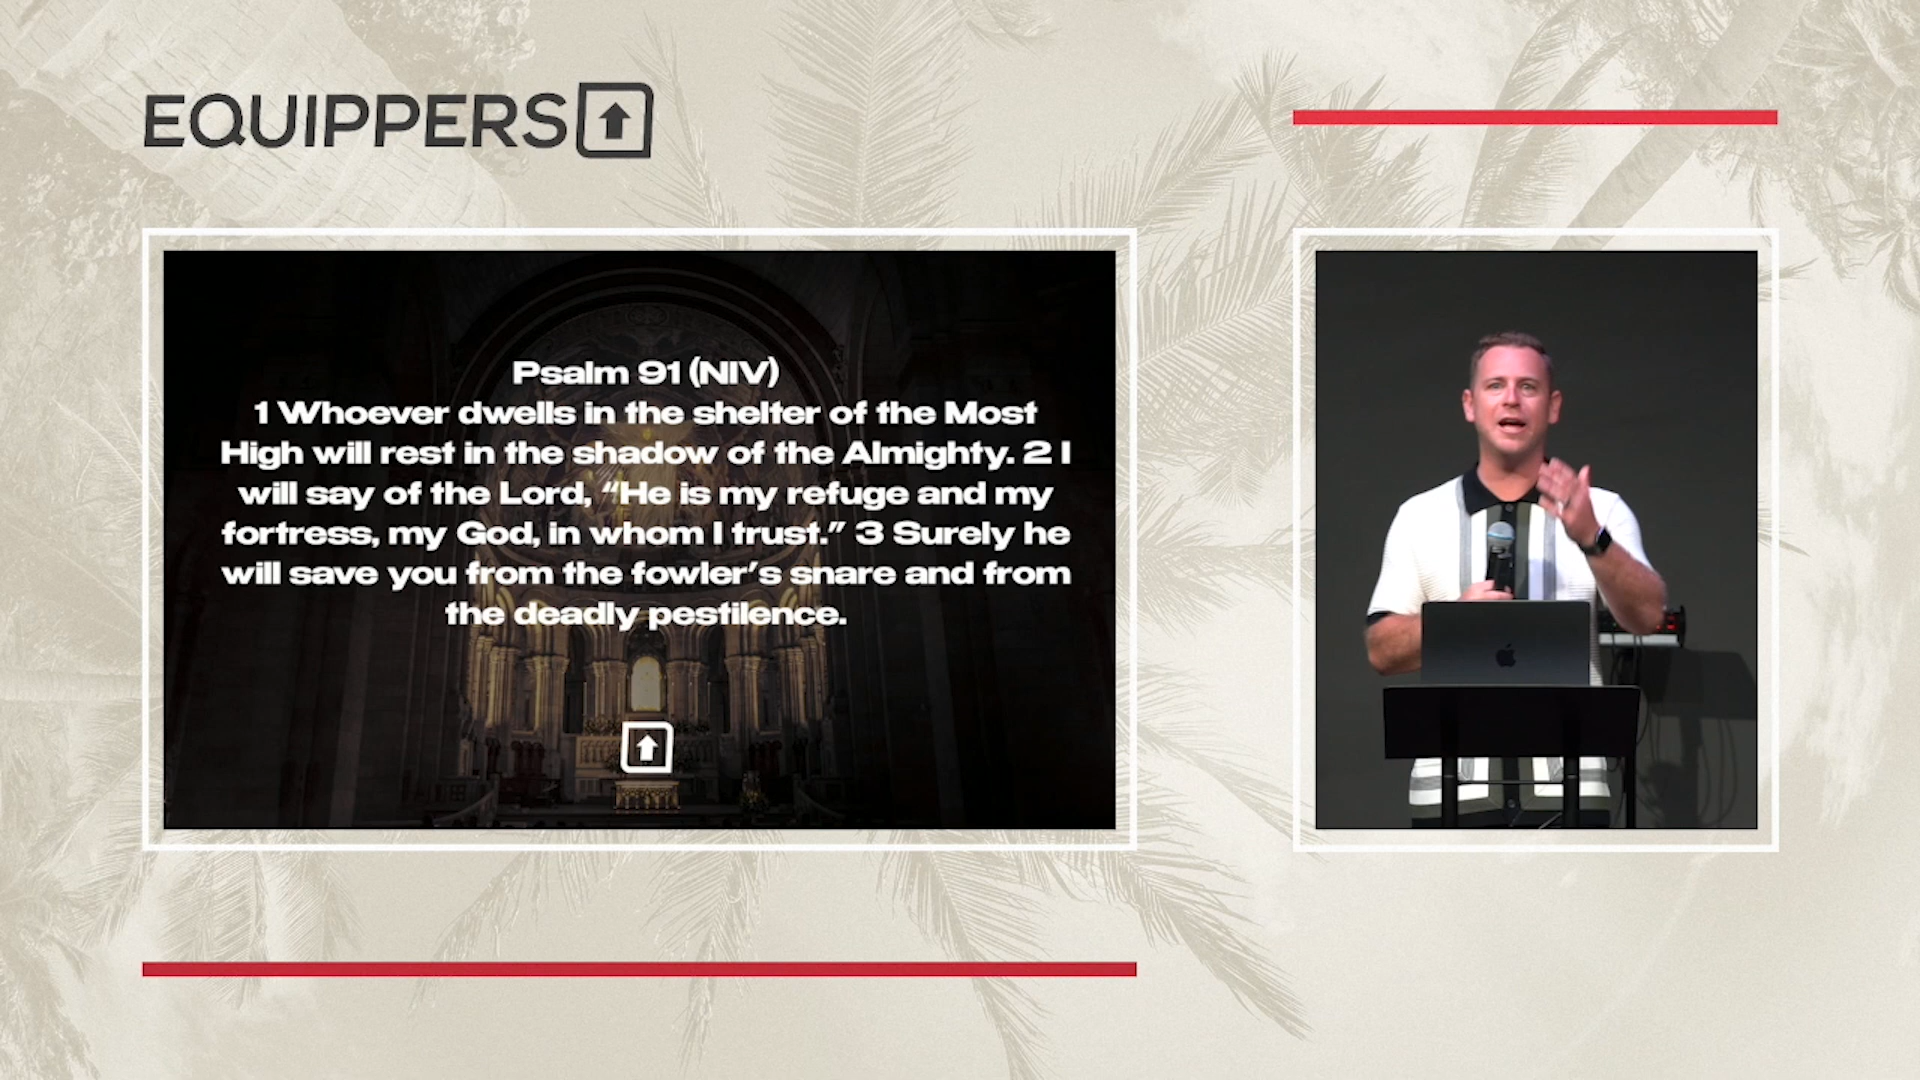 EQUIPPERS
Psalm 91 (NIV)
1 Whoever dwells in the shelter of the Most
High will rest in the shadow of the Almighty. 2 I
will say of the Lord, “He is my refuge and my
fortress, my God, in whom I trust.” 3 Surely he
will save you from the fowler’s snare and from
the deadly pestilence.